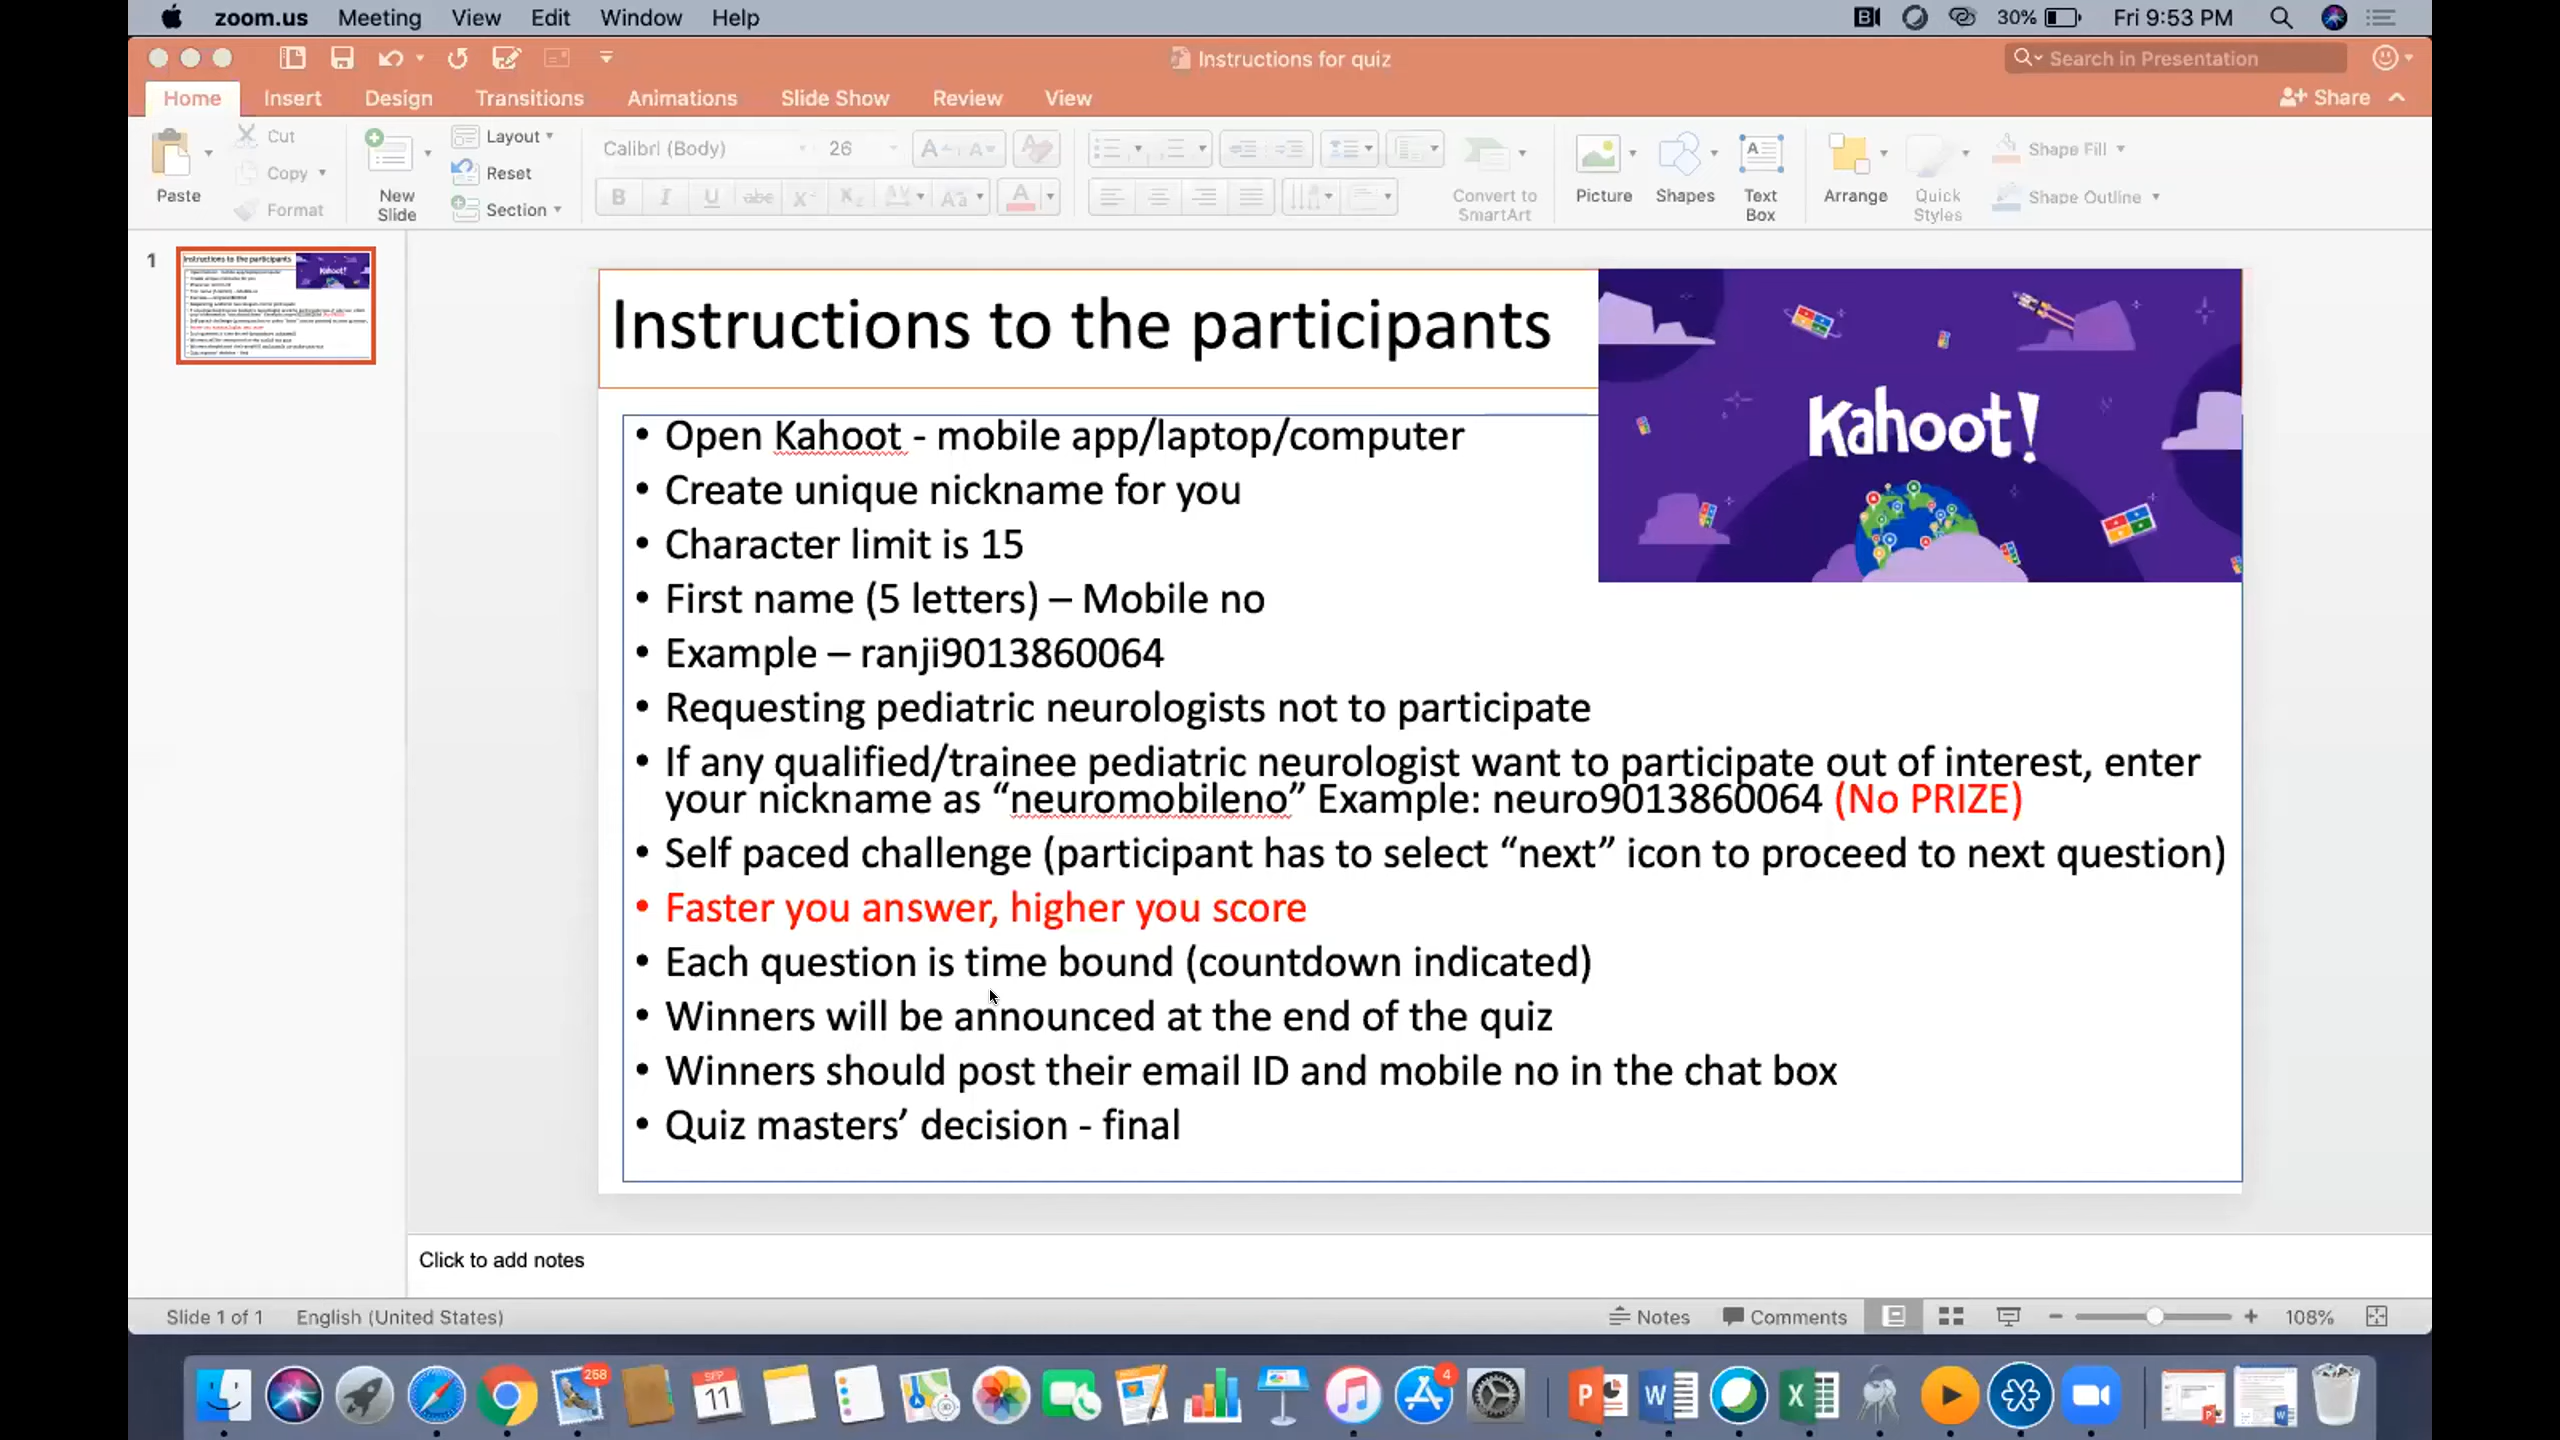 zoom.us Meeting View Edit Window Help 30% Fri 9:53 PM
Instructions for quiz Search in Presentation
Home Insert Design Transitions Animations Slide Show Review View Share
Paste Cut Copy Format
New Slide Layout Reset Section
Calibri (Body) 26
Convert to SmartArt
Picture Shapes Text Box Arrange Quick Styles Shape Fill Shape Outline
1
Instructions to the participants
Kahoot!
• Open Kahoot - mobile app/laptop/computer
• Create unique nickname for you
• Character limit is 15
• First name (5 letters) – Mobile no
• Example – ranji9013860064
• Requesting pediatric neurologists not to participate
• If any qualified/trainee pediatric neurologist want to participate out of interest, enter
your nickname as “neuromobileno” Example: neuro9013860064 (No PRIZE)
• Self paced challenge (participant has to select “next” icon to proceed to next question)
• Faster you answer, higher you score
• Each question is time bound (countdown indicated)
• Winners will be announced at the end of the quiz
• Winners should post their email ID and mobile no in the chat box
• Quiz masters’ decision - final
Click to add notes
Slide 1 of 1 English (United States) Notes Comments 108%
268 SEP 11 4